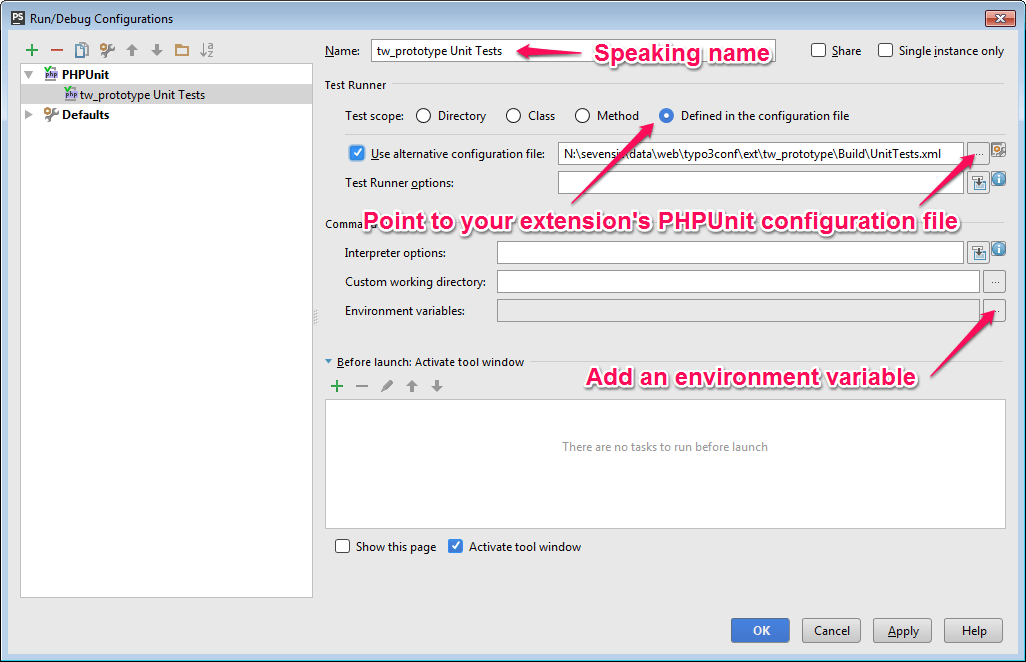 PS Run/Debug Configurations
PHPUnit
tw_prototype Unit Tests
Defaults
Name: tw_prototype Unit Tests Speaking name Share Single instance only
Test Runner
Test scope: Directory Class Method Defined in the configuration file
Use alternative configuration file: \data\web\typo3conf\ext\tw_prototype\Build\UnitTests.xml ...
Test Runner options:
Point to your extension's PHPUnit configuration file
Interpreter options:
Custom working directory: ...
Environment variables: ...
Before launch: Activate tool window
Add an environment variable
There are no tasks to run before launch
Show this page Activate tool window
OK Cancel Apply Help